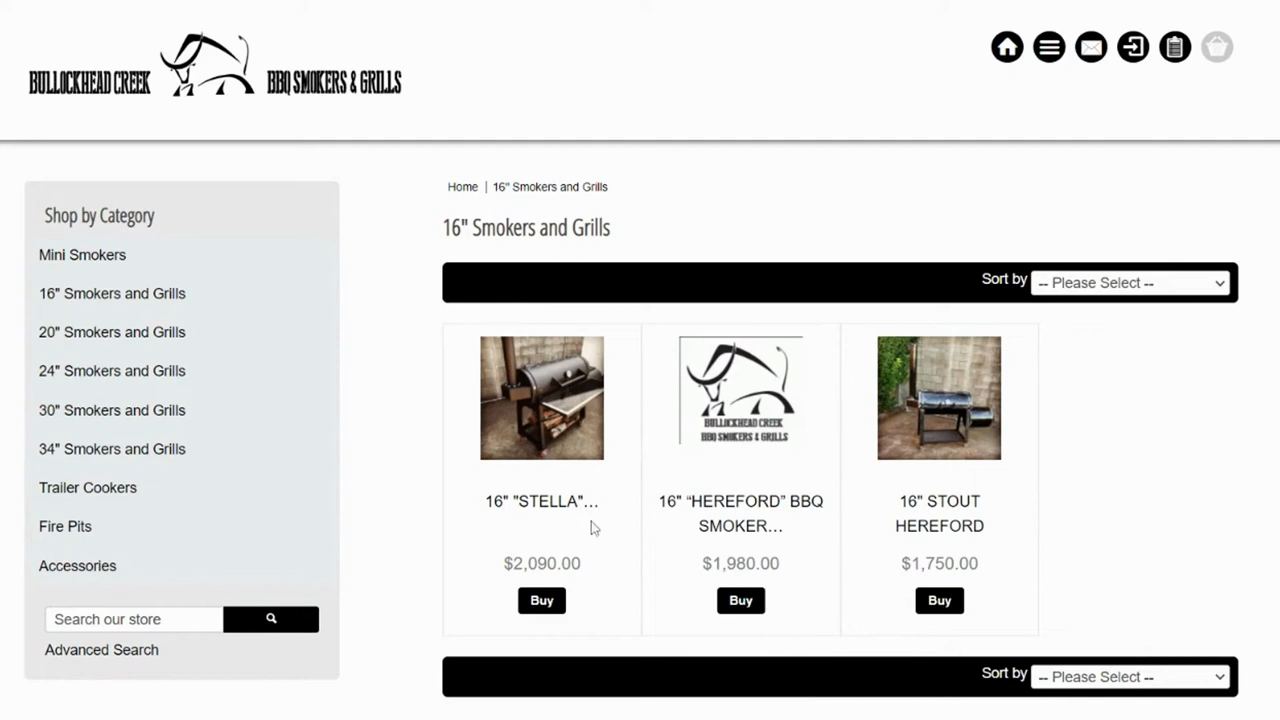 BULLOCKHEAD CREEK BBQ SMOKERS & GRILLS
Shop by Category
Mini Smokers
16" Smokers and Grills
20" Smokers and Grills
24" Smokers and Grills
30" Smokers and Grills
34" Smokers and Grills
Trailer Cookers
Fire Pits
Accessories
Search our store
Advanced Search
Home | 16" Smokers and Grills
16" Smokers and Grills
Sort by -- Please Select --
16" "STELLA"...
$2,090.00
Buy
BULLOCKHEAD CREEK
BBQ SMOKERS & GRILLS
16" “HEREFORD” BBQ
SMOKER...
$1,980.00
Buy
16" STOUT
HEREFORD
$1,750.00
Buy
Sort by -- Please Select --